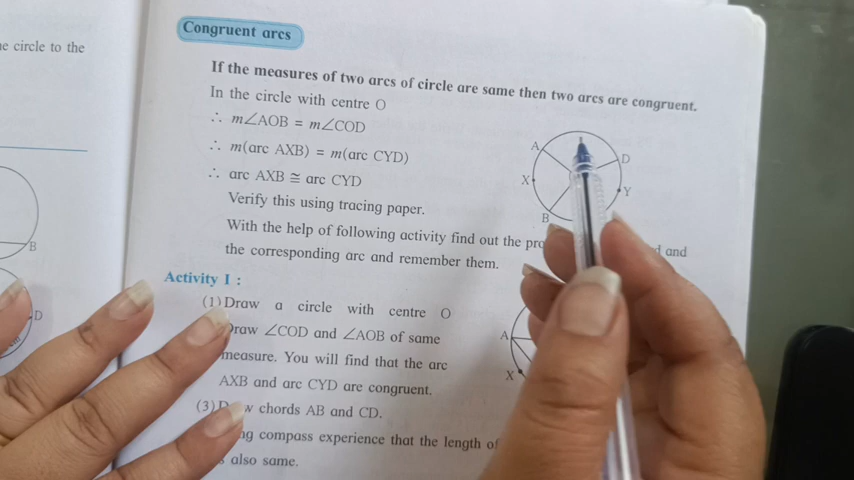 e circle to the
B
D
Congruent arcs
If the measures of two arcs of circle are same then two arcs are congruent.
In the circle with centre O
∴ m∠AOB = m∠COD
∴ m(arc AXB) = m(arc CYD)
∴ arc AXB ≅ arc CYD
Verify this using tracing paper.
With the help of following activity find out the and
the corresponding arc and remember them.
A
D
X
Y
B
Activity I :
(1) Draw a circle with centre O
Draw ∠COD and ∠AOB of same
measure. You will find that the arc
AXB and arc CYD are congruent.
(3) chords AB and CD.
compass experience that the length of
also same.
A
X